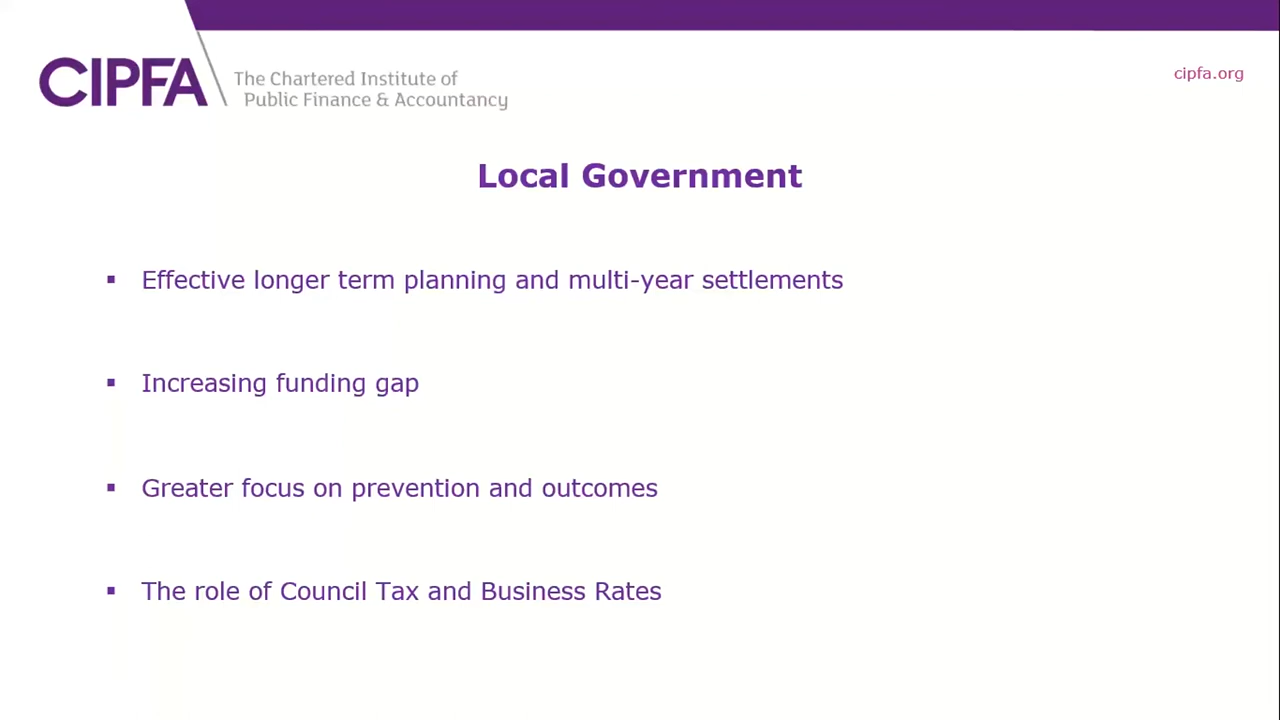 CIPFA
The Chartered Institute of
Public Finance & Accountancy
cipfa.org
Local Government
▪ Effective longer term planning and multi-year settlements
▪ Increasing funding gap
▪ Greater focus on prevention and outcomes
▪ The role of Council Tax and Business Rates